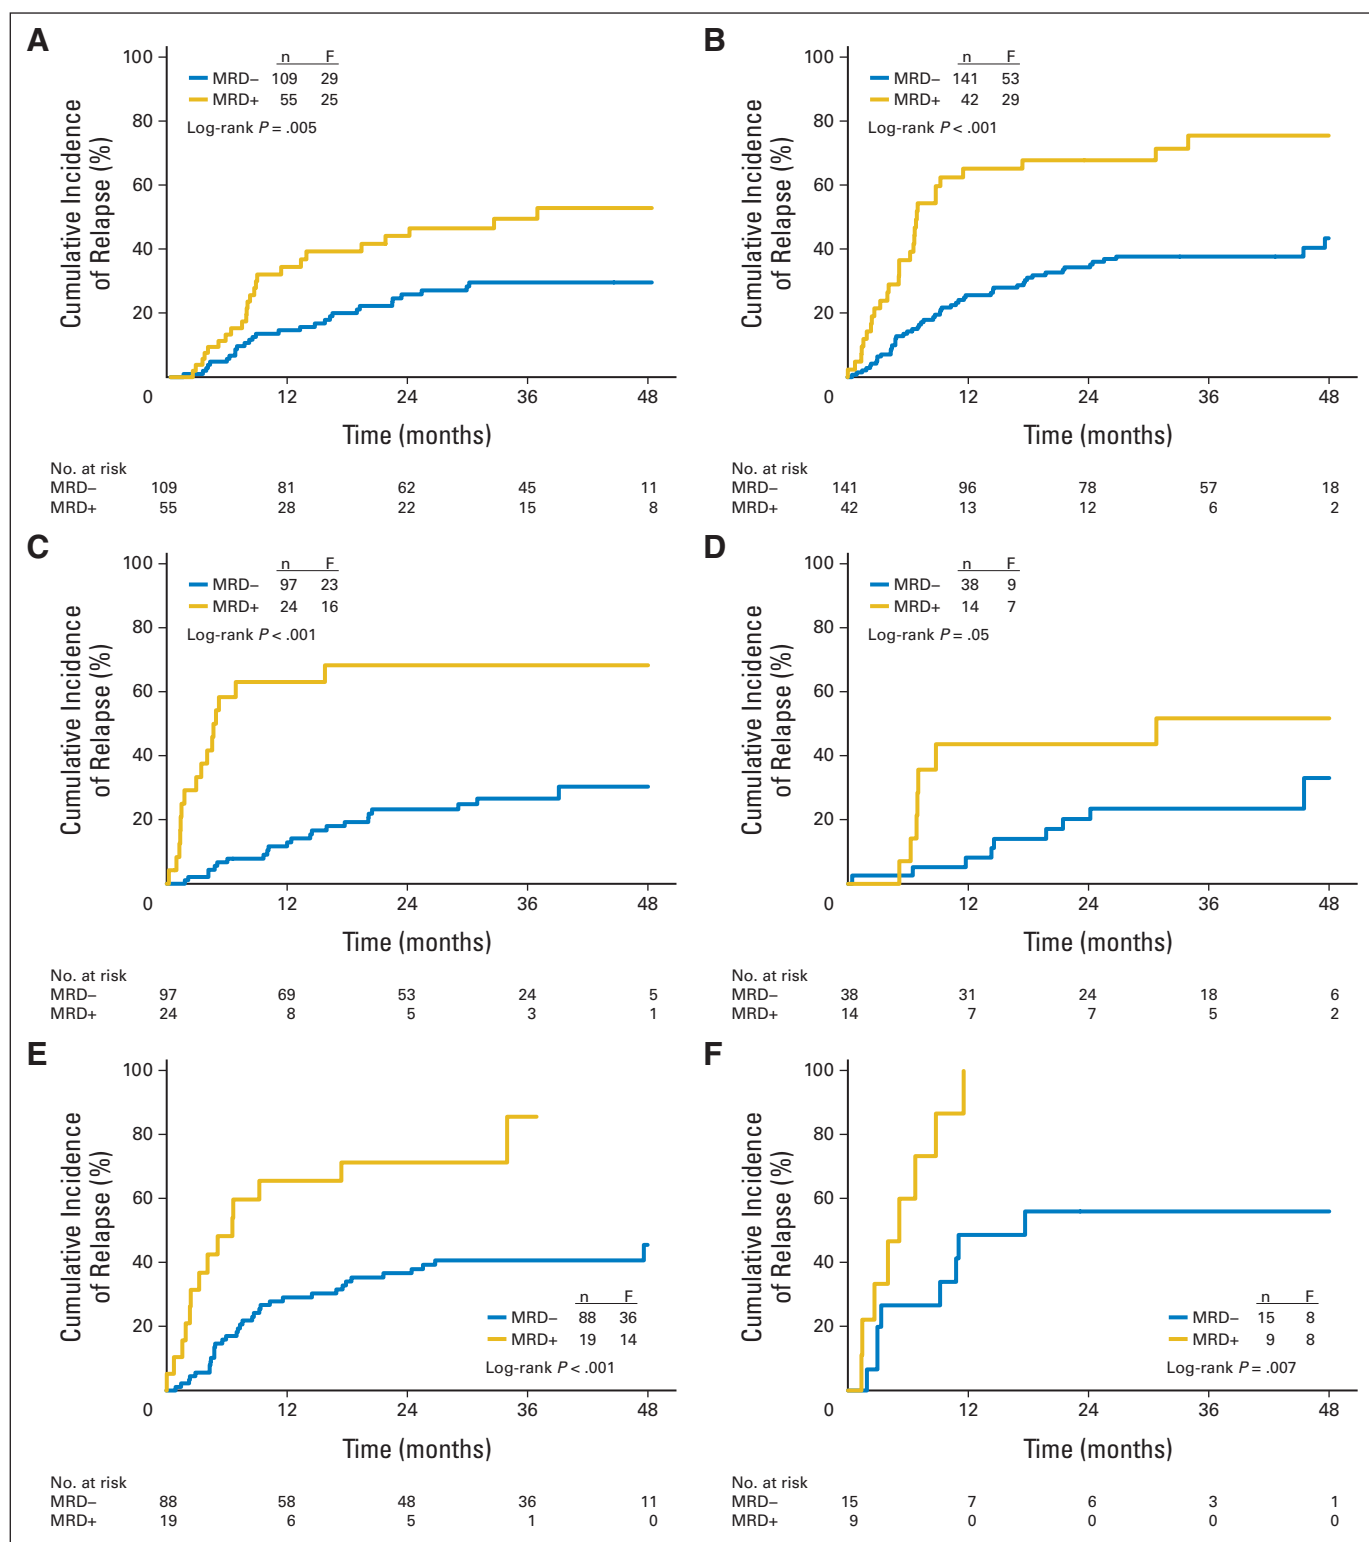 A
Cumulative Incidence
of Relapse (%)
100
80
60
40
20
0
12
24
36
48
n F
MRD– 109 29
MRD+ 55 25
Log-rank P = .005
Time (months)
No. at risk
MRD– 109 81 62 45 11
MRD+ 55 28 22 15 8
B
Cumulative Incidence
of Relapse (%)
100
80
60
40
20
0
12
24
36
48
n F
MRD– 141 53
MRD+ 42 29
Log-rank P < .001
Time (months)
No. at risk
MRD– 141 96 78 57 18
MRD+ 42 13 12 6 2
C
Cumulative Incidence
of Relapse (%)
100
80
60
40
20
0
12
24
36
48
n F
MRD– 97 23
MRD+ 24 16
Log-rank P < .001
Time (months)
No. at risk
MRD– 97 69 53 24 5
MRD+ 24 8 5 3 1
D
Cumulative Incidence
of Relapse (%)
100
80
60
40
20
0
12
24
36
48
n F
MRD– 38 9
MRD+ 14 7
Log-rank P = .05
Time (months)
No. at risk
MRD– 38 31 24 18 6
MRD+ 14 7 7 5 2
E
Cumulative Incidence
of Relapse (%)
100
80
60
40
20
0
12
24
36
48
n F
MRD– 88 36
MRD+ 19 14
Log-rank P < .001
Time (months)
No. at risk
MRD– 88 58 48 36 11
MRD+ 19 6 5 1 0
F
Cumulative Incidence
of Relapse (%)
100
80
60
40
20
0
12
24
36
48
n F
MRD– 15 8
MRD+ 9 8
Log-rank P = .007
Time (months)
No. at risk
MRD– 15 7 6 3 1
MRD+ 9 0 0 0 0